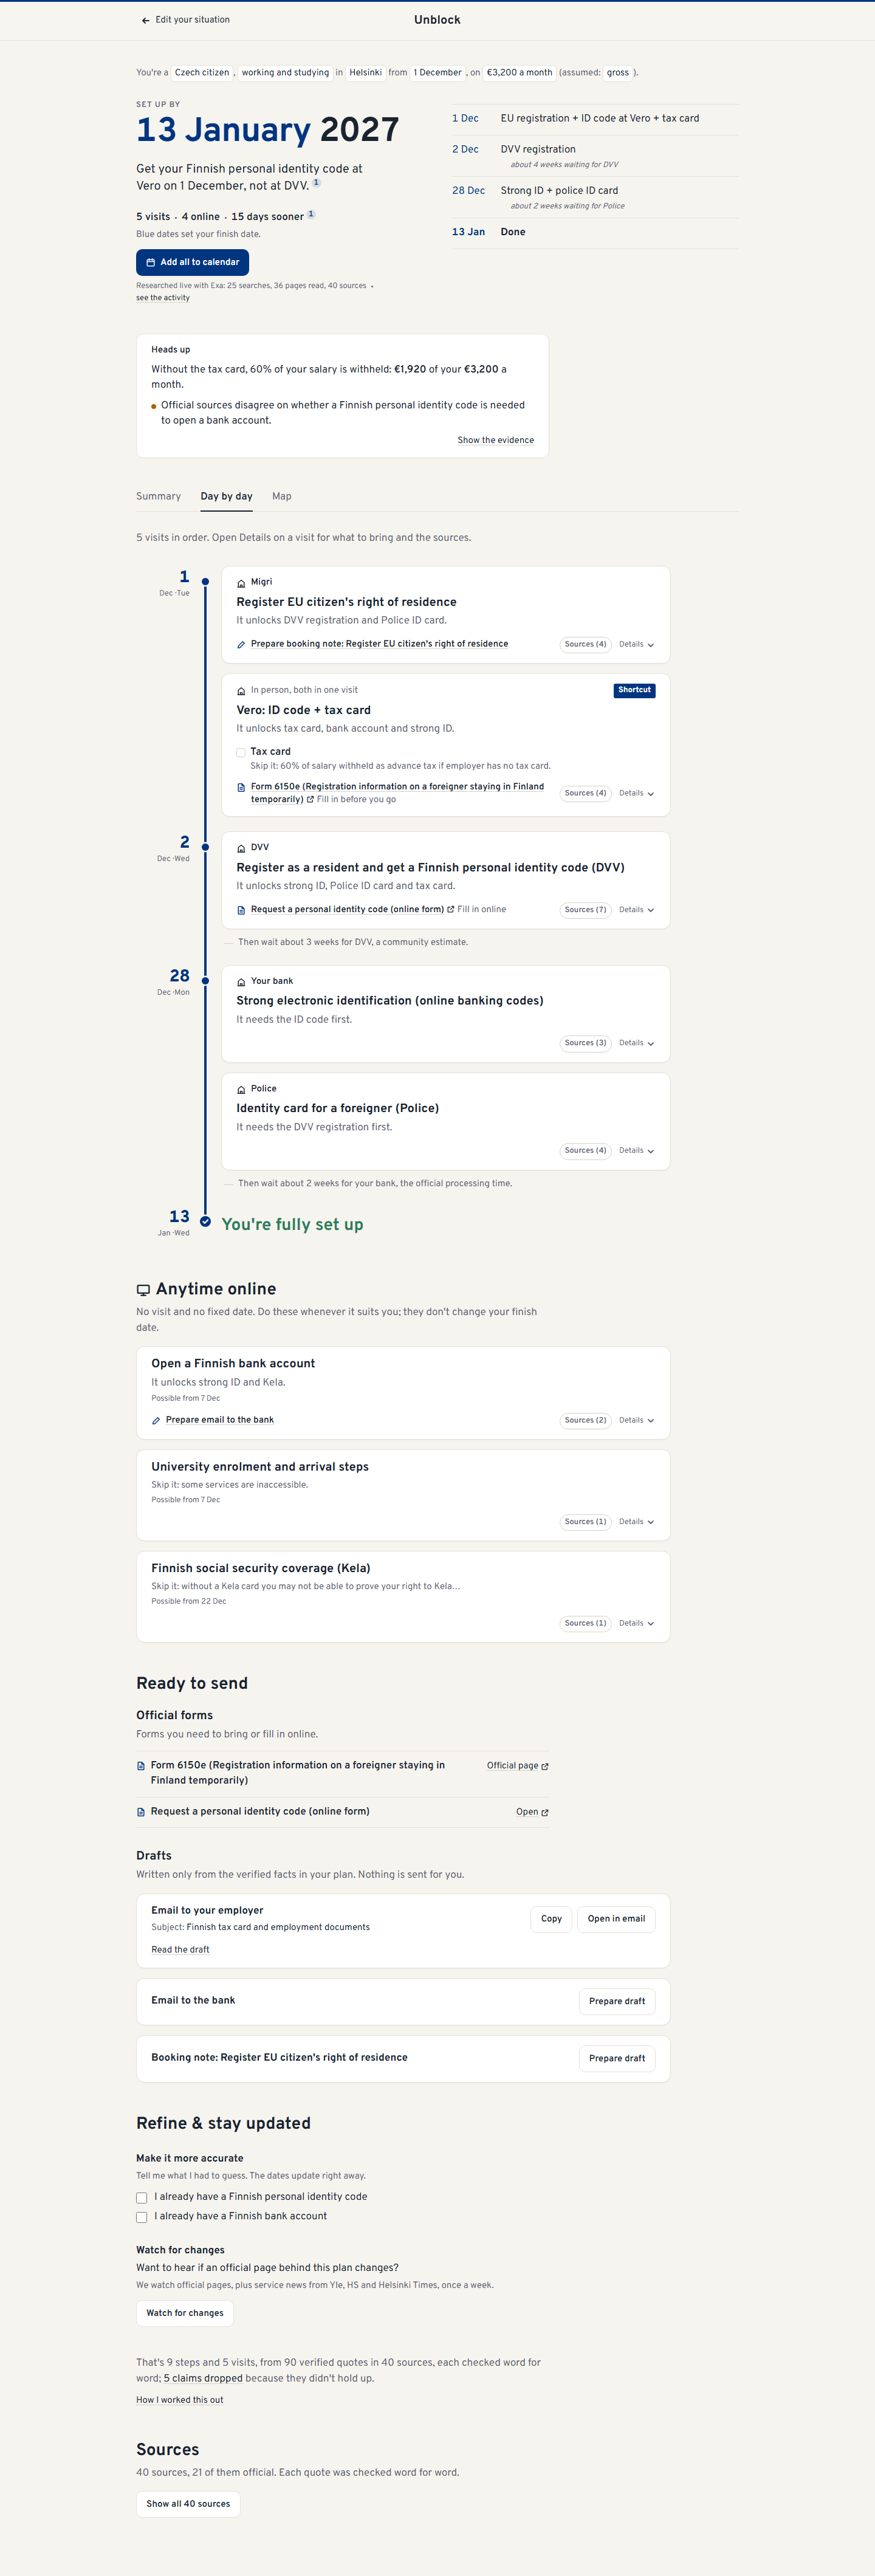 Edit your situation
Unblock
You're a Czech citizen, working and studying in Helsinki from 1 December, on €3,200 a month (assumed: gross).
SET UP BY
13 January 2027
Get your Finnish personal identity code at
Vero on 1 December, not at DVV. 1
5 visits · 4 online · 15 days sooner 1
Blue dates set your finish date.
Add all to calendar
Researched live with Exa: 25 searches, 36 pages read, 40 sources •
see the activity
1 Dec EU registration + ID code at Vero + tax card
2 Dec DVV registration
about 4 weeks waiting for DVV
28 Dec Strong ID + police ID card
about 2 weeks waiting for Police
13 Jan Done
Heads up
Without the tax card, 60% of your salary is withheld: €1,920 of your €3,200 a
month.
Official sources disagree on whether a Finnish personal identity code is needed
to open a bank account.
Show the evidence
Summary Day by day Map
5 visits in order. Open Details on a visit for what to bring and the sources.
1
Dec ·Tue
Migri
Register EU citizen's right of residence
It unlocks DVV registration and Police ID card.
Prepare booking note: Register EU citizen's right of residence
Sources (4) Details
In person, both in one visit
Shortcut
Vero: ID code + tax card
It unlocks tax card, bank account and strong ID.
Tax card
Skip it: 60% of salary withheld as advance tax if employer has no tax card.
Form 6150e (Registration information on a foreigner staying in Finland
temporarily) Fill in before you go
Sources (4) Details
2
Dec ·Wed
DVV
Register as a resident and get a Finnish personal identity code (DVV)
It unlocks strong ID, Police ID card and tax card.
Request a personal identity code (online form) Fill in online
Sources (7) Details
Then wait about 3 weeks for DVV, a community estimate.
28
Dec ·Mon
Your bank
Strong electronic identification (online banking codes)
It needs the ID code first.
Sources (3) Details
Police
Identity card for a foreigner (Police)
It needs the DVV registration first.
Sources (4) Details
Then wait about 2 weeks for your bank, the official processing time.
13
Jan ·Wed
You're fully set up
Anytime online
No visit and no fixed date. Do these whenever it suits you; they don't change your finish
date.
Open a Finnish bank account
It unlocks strong ID and Kela.
Possible from 7 Dec
Prepare email to the bank
Sources (2) Details
University enrolment and arrival steps
Skip it: some services are inaccessible.
Possible from 7 Dec
Sources (1) Details
Finnish social security coverage (Kela)
Skip it: without a Kela card you may not be able to prove your right to Kela…
Possible from 22 Dec
Sources (1) Details
Ready to send
Official forms
Forms you need to bring or fill in online.
Form 6150e (Registration information on a foreigner staying in
Finland temporarily)
Official page
Request a personal identity code (online form)
Open
Drafts
Written only from the verified facts in your plan. Nothing is sent for you.
Email to your employer
Subject: Finnish tax card and employment documents
Copy Open in email
Read the draft
Email to the bank
Prepare draft
Booking note: Register EU citizen's right of residence
Prepare draft
Refine & stay updated
Make it more accurate
Tell me what I had to guess. The dates update right away.
I already have a Finnish personal identity code
I already have a Finnish bank account
Watch for changes
Want to hear if an official page behind this plan changes?
We watch official pages, plus service news from Yle, HS and Helsinki Times, once a week.
Watch for changes
That's 9 steps and 5 visits, from 90 verified quotes in 40 sources, each checked word for
word; 5 claims dropped because they didn't hold up.
How I worked this out
Sources
40 sources, 21 of them official. Each quote was checked word for word.
Show all 40 sources